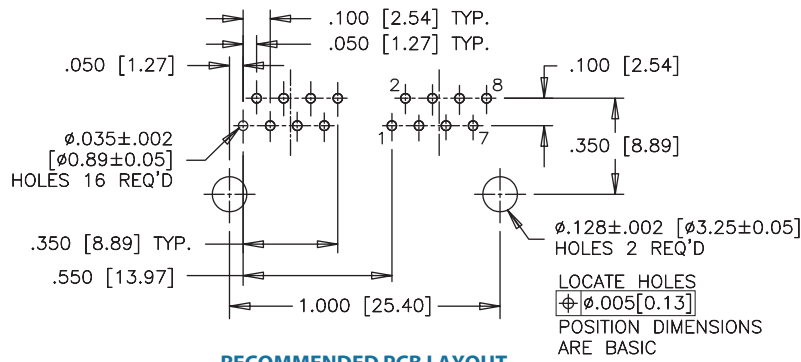 .100 [2.54] TYP.
.050 [1.27] TYP.
.050 [1.27]
.100 [2.54]
2
8
ø.035±.002
[ø0.89±0.05]
HOLES 16 REQ'D
1
7
.350 [8.89]
ø.128±.002 [ø3.25±0.05]
HOLES 2 REQ'D
.350 [8.89] TYP.
.550 [13.97]
1.000 [25.40]
LOCATE HOLES
⌖ ø.005[0.13]
POSITION DIMENSIONS
ARE BASIC
RECOMMENDED PCB LAYOUT